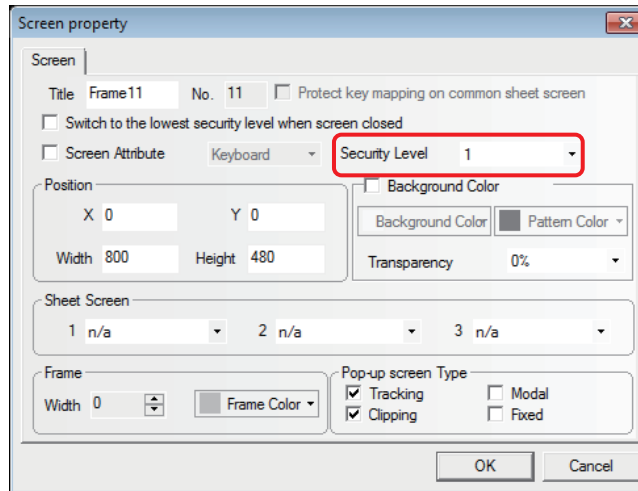 Screen property
Screen
Title Frame11 No. 11 Protect key mapping on common sheet screen
Switch to the lowest security level when screen closed
Screen Attribute Keyboard Security Level 1
Position Background Color
X 0 Y 0 Background Color Pattern Color
Width 800 Height 480 Transparency 0%
Sheet Screen
1 n/a 2 n/a 3 n/a
Frame Pop-up screen Type
Width 0 Frame Color Tracking Modal
Clipping Fixed
OK Cancel